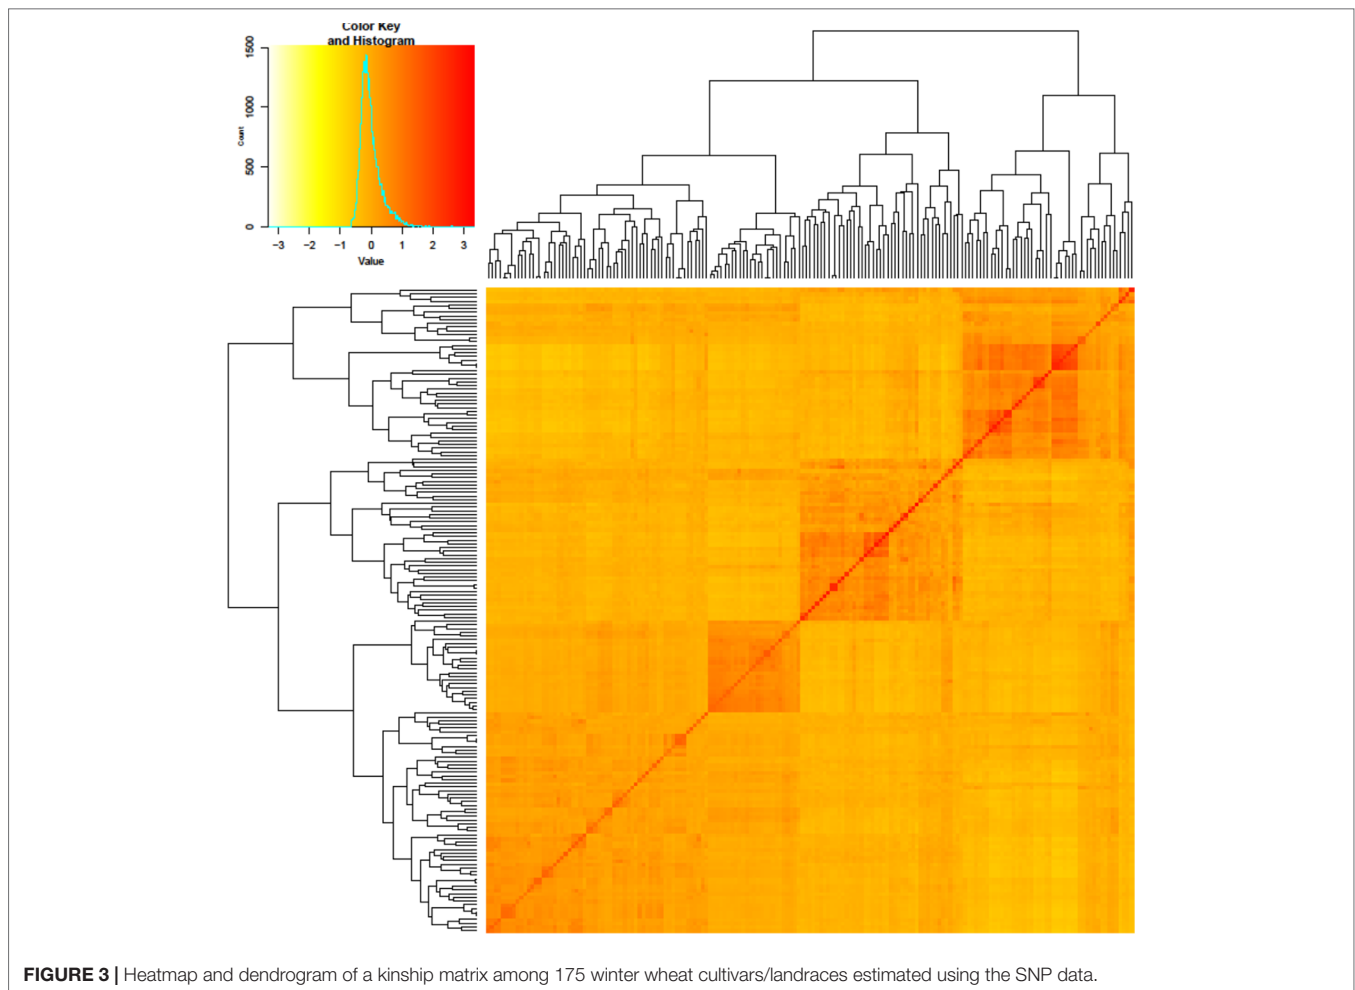 Color Key
and Histogram
1500
1000
500
0
Count
-3 -2 -1 0 1 2 3
Value
FIGURE 3 | Heatmap and dendrogram of a kinship matrix among 175 winter wheat cultivars/landraces estimated using the SNP data.